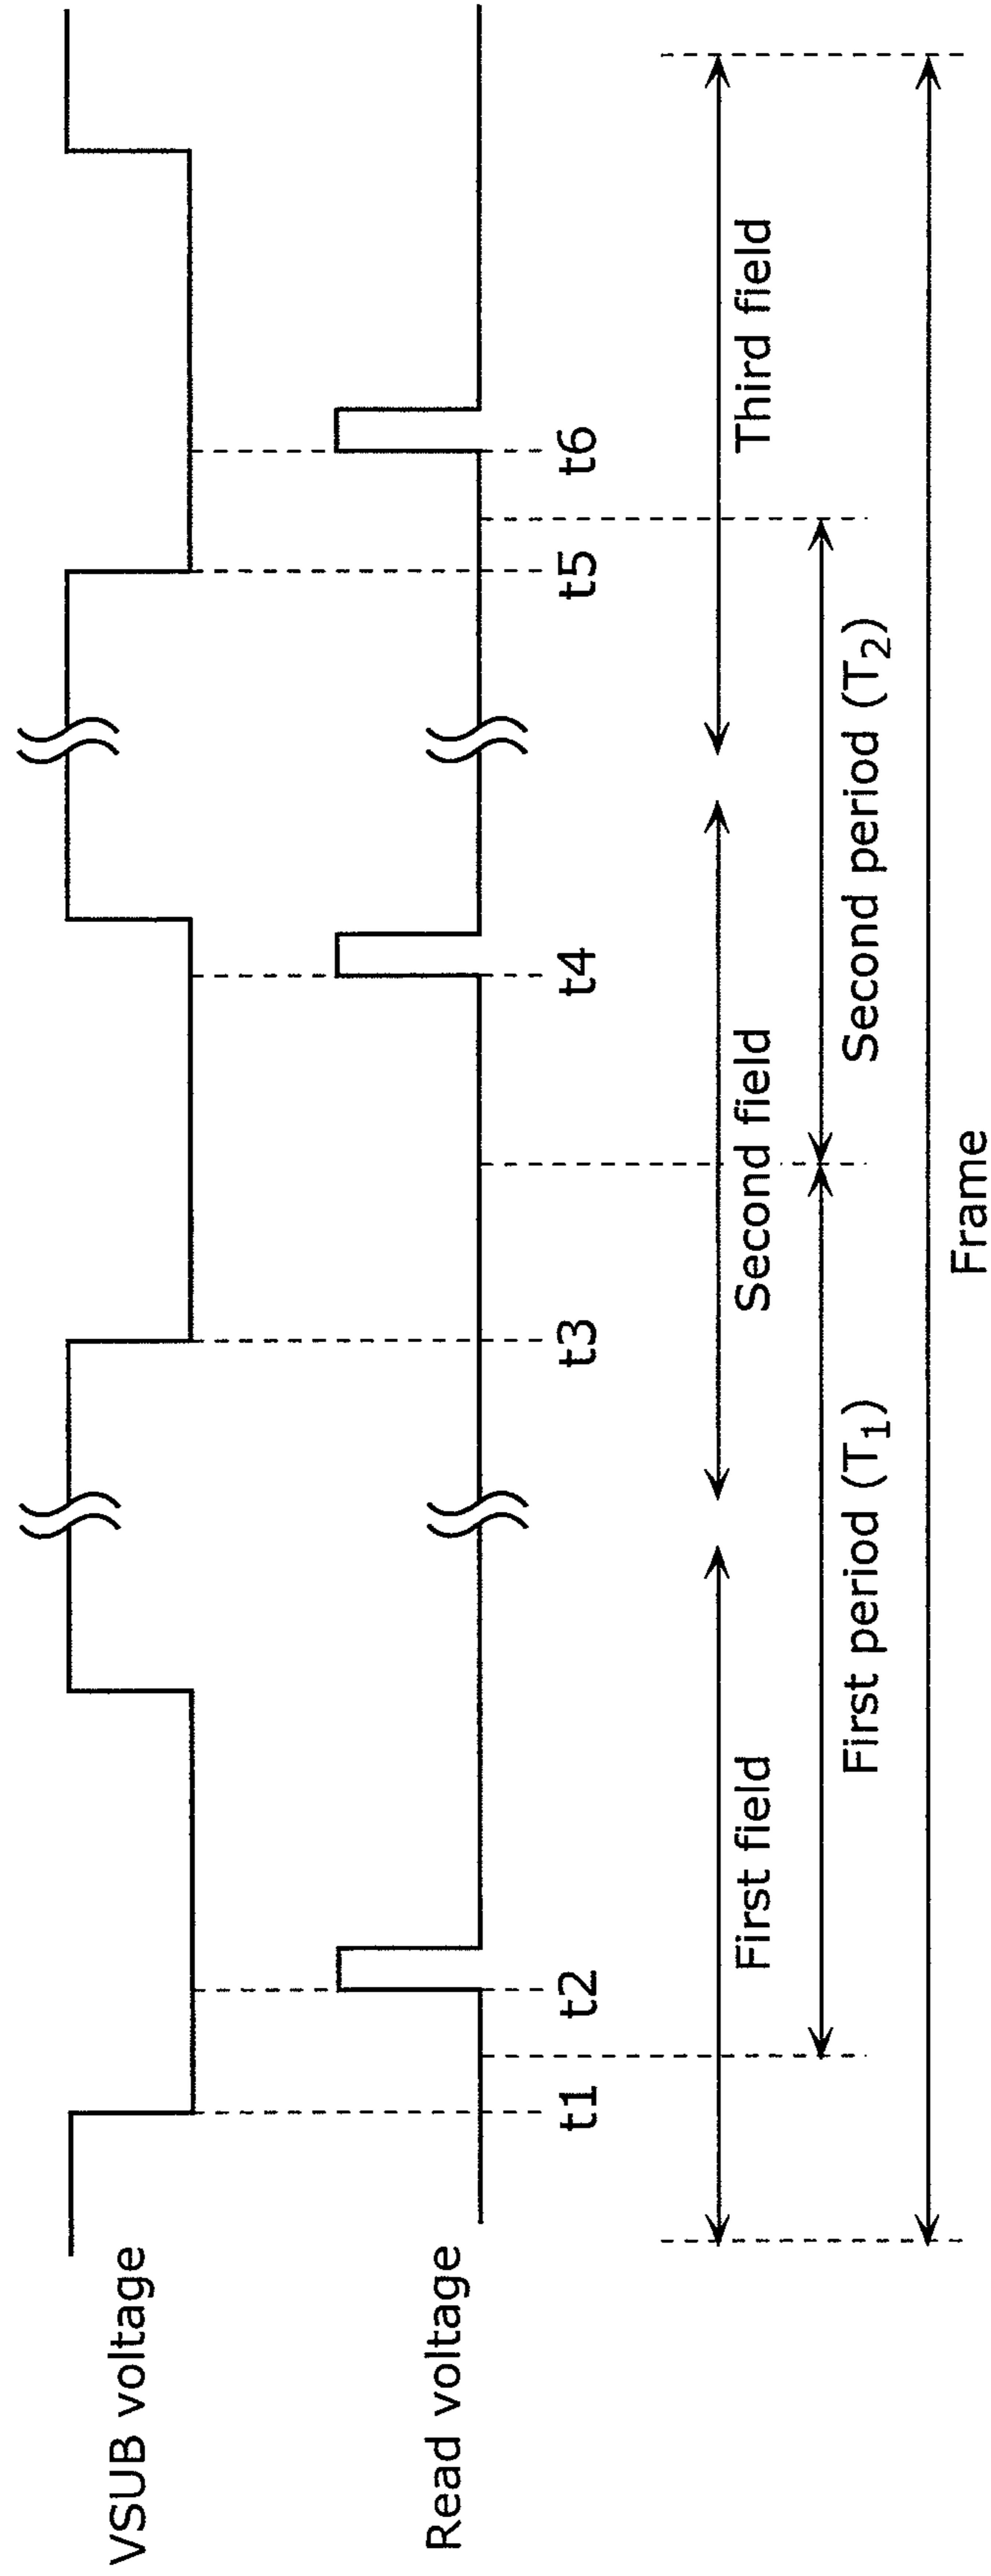 VSUB voltage
Read voltage
t1
t2
t3
t4
t5
t6
First field
Second field
Third field
First period (T1)
Second period (T2)
Frame